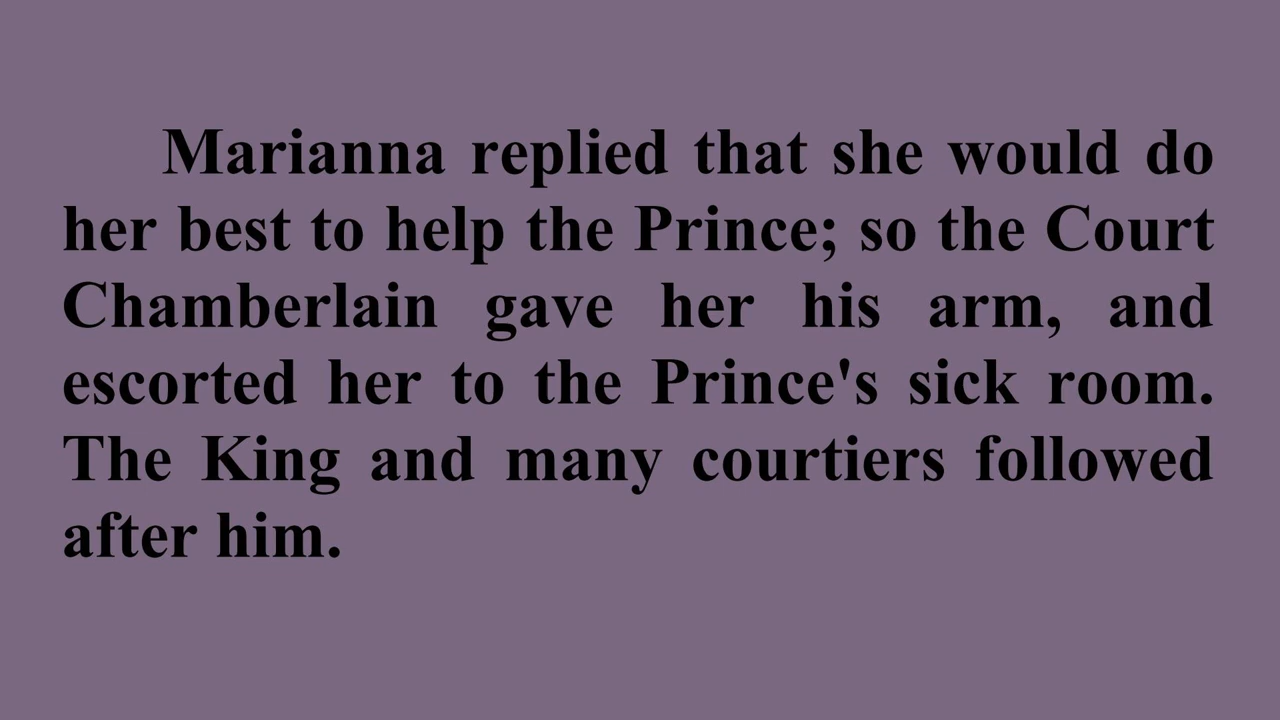 Marianna replied that she would do
her best to help the Prince; so the Court
Chamberlain gave her his arm, and
escorted her to the Prince's sick room.
The King and many courtiers followed
after him.